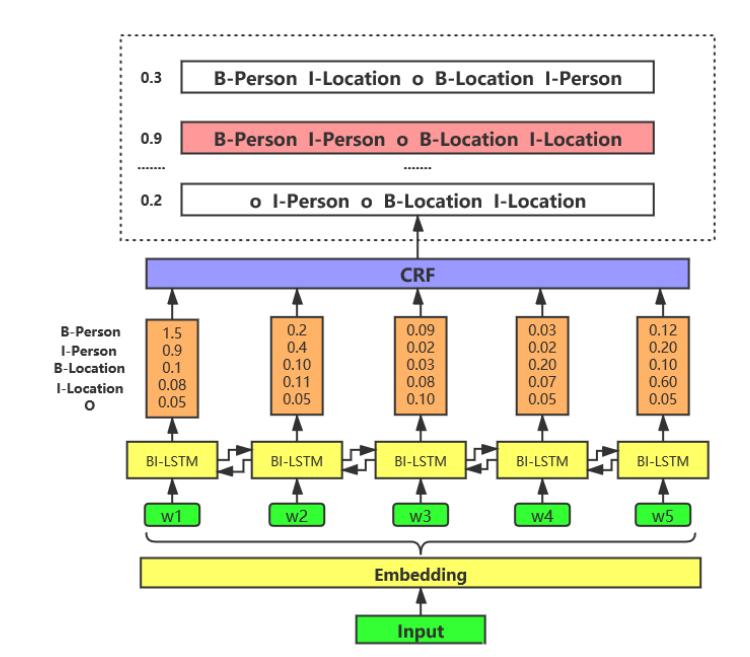 0.3 B-Person I-Location o B-Location I-Person
0.9 B-Person I-Person o B-Location I-Location
....... .......
0.2 o I-Person o B-Location I-Location
CRF
B-Person 1.5 0.2 0.09 0.03 0.12
I-Person 0.9 0.4 0.02 0.02 0.20
B-Location 0.1 0.10 0.03 0.20 0.10
I-Location 0.08 0.11 0.08 0.07 0.60
O 0.05 0.05 0.10 0.05 0.05
BI-LSTM BI-LSTM BI-LSTM BI-LSTM BI-LSTM
w1 w2 w3 w4 w5
Embedding
Input